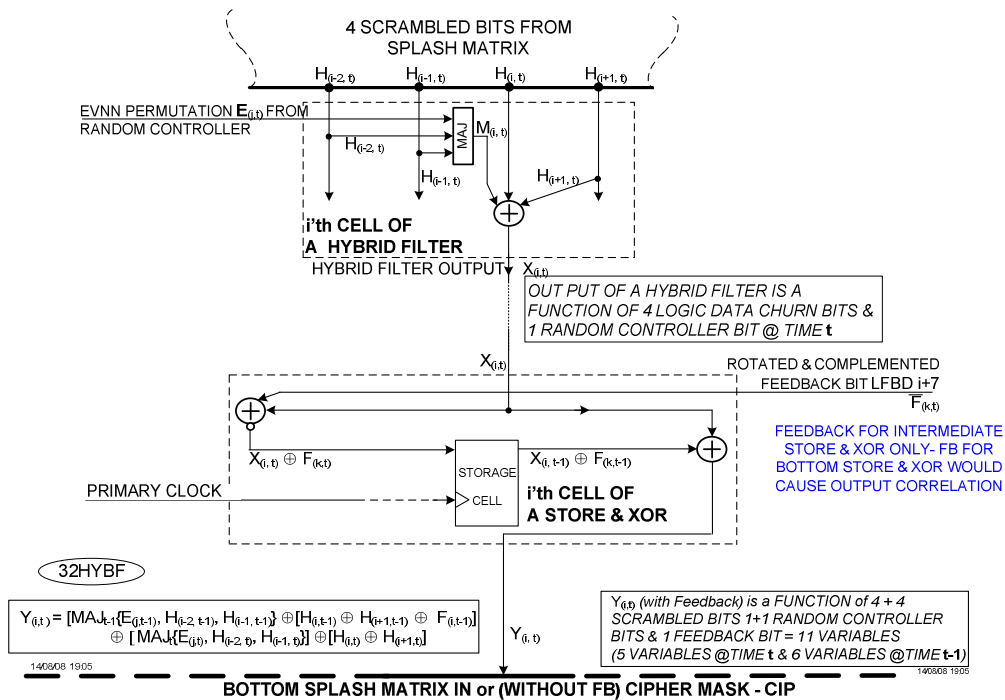 4 SCRAMBLED BITS FROM
SPLASH MATRIX
H(i-2, t) H(i-1, t) H(i, t) H(i+1, t)
EVNN PERMUTATION E(j,t) FROM
RANDOM CONTROLLER
MAJ
M(i, t)
H(i-2, t)
H(i-1, t)
H(i+1, t)
i'th CELL OF
A HYBRID FILTER
HYBRID FILTER OUTPUT X(i,t)
OUT PUT OF A HYBRID FILTER IS A
FUNCTION OF 4 LOGIC DATA CHURN BITS &
1 RANDOM CONTROLLER BIT @ TIME t
X(i,t)
ROTATED & COMPLEMENTED
FEEDBACK BIT LFBD i+7
F̅(k,t)
FEEDBACK FOR INTERMEDIATE
STORE & XOR ONLY- FB FOR
BOTTOM STORE & XOR WOULD
CAUSE OUTPUT CORRELATION
X(i, t) ⊕ F(k,t)
X(i, t-1) ⊕ F(k,t-1)
STORAGE
CELL
PRIMARY CLOCK
i'th CELL OF
A STORE & XOR
32HYBF
Y(i,t) = [MAJt-1{E(j,t-1), H(i-2, t-1), H(i-1, t-1)} ⊕ [H(i,t-1) ⊕ H(i+1,t-1) ⊕ F(i,t-1)]
⊕ [ MAJt{E(j,t), H(i-2, t), H(i-1, t)}] ⊕ [H(i,t) ⊕ H(i+1,t)]
Y(i, t)
Y(i,t) (with Feedback) is a FUNCTION of 4 + 4
SCRAMBLED BITS 1+1 RANDOM CONTROLLER
BITS & 1 FEEDBACK BIT = 11 VARIABLES
(5 VARIABLES @TIME t & 6 VARIABLES @TIME t-1)
14/08/08 19:05
14/08/08 19:05
BOTTOM SPLASH MATRIX IN or (WITHOUT FB) CIPHER MASK - CIP